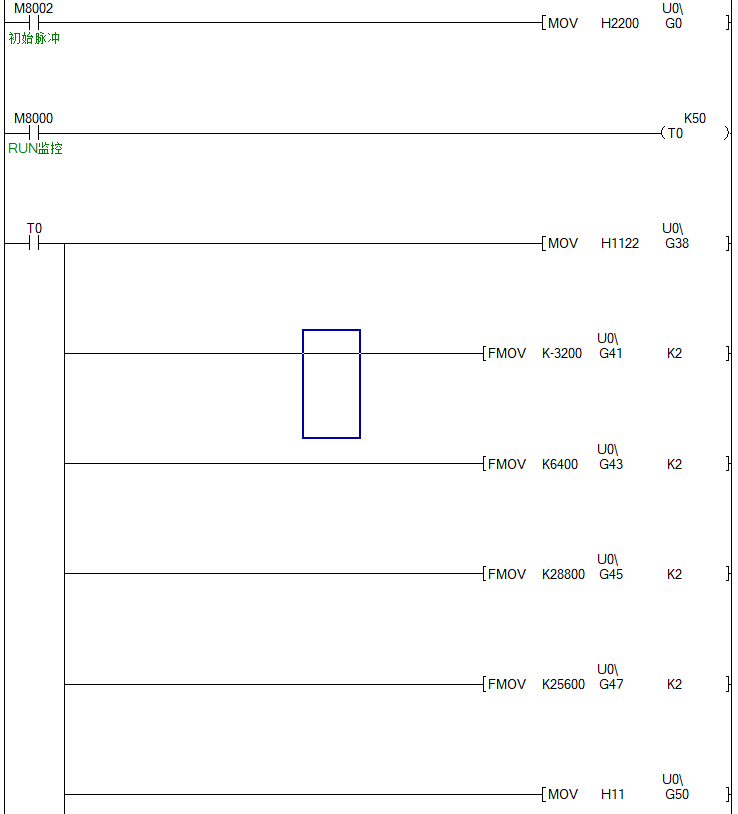 M8002
U0\
MOV H2200 G0
初始脉冲
M8000
K50
T0
RUN监控
T0
U0\
MOV H1122 G38
U0\
FMOV K-3200 G41 K2
U0\
FMOV K6400 G43 K2
U0\
FMOV K28800 G45 K2
U0\
FMOV K25600 G47 K2
U0\
MOV H11 G50